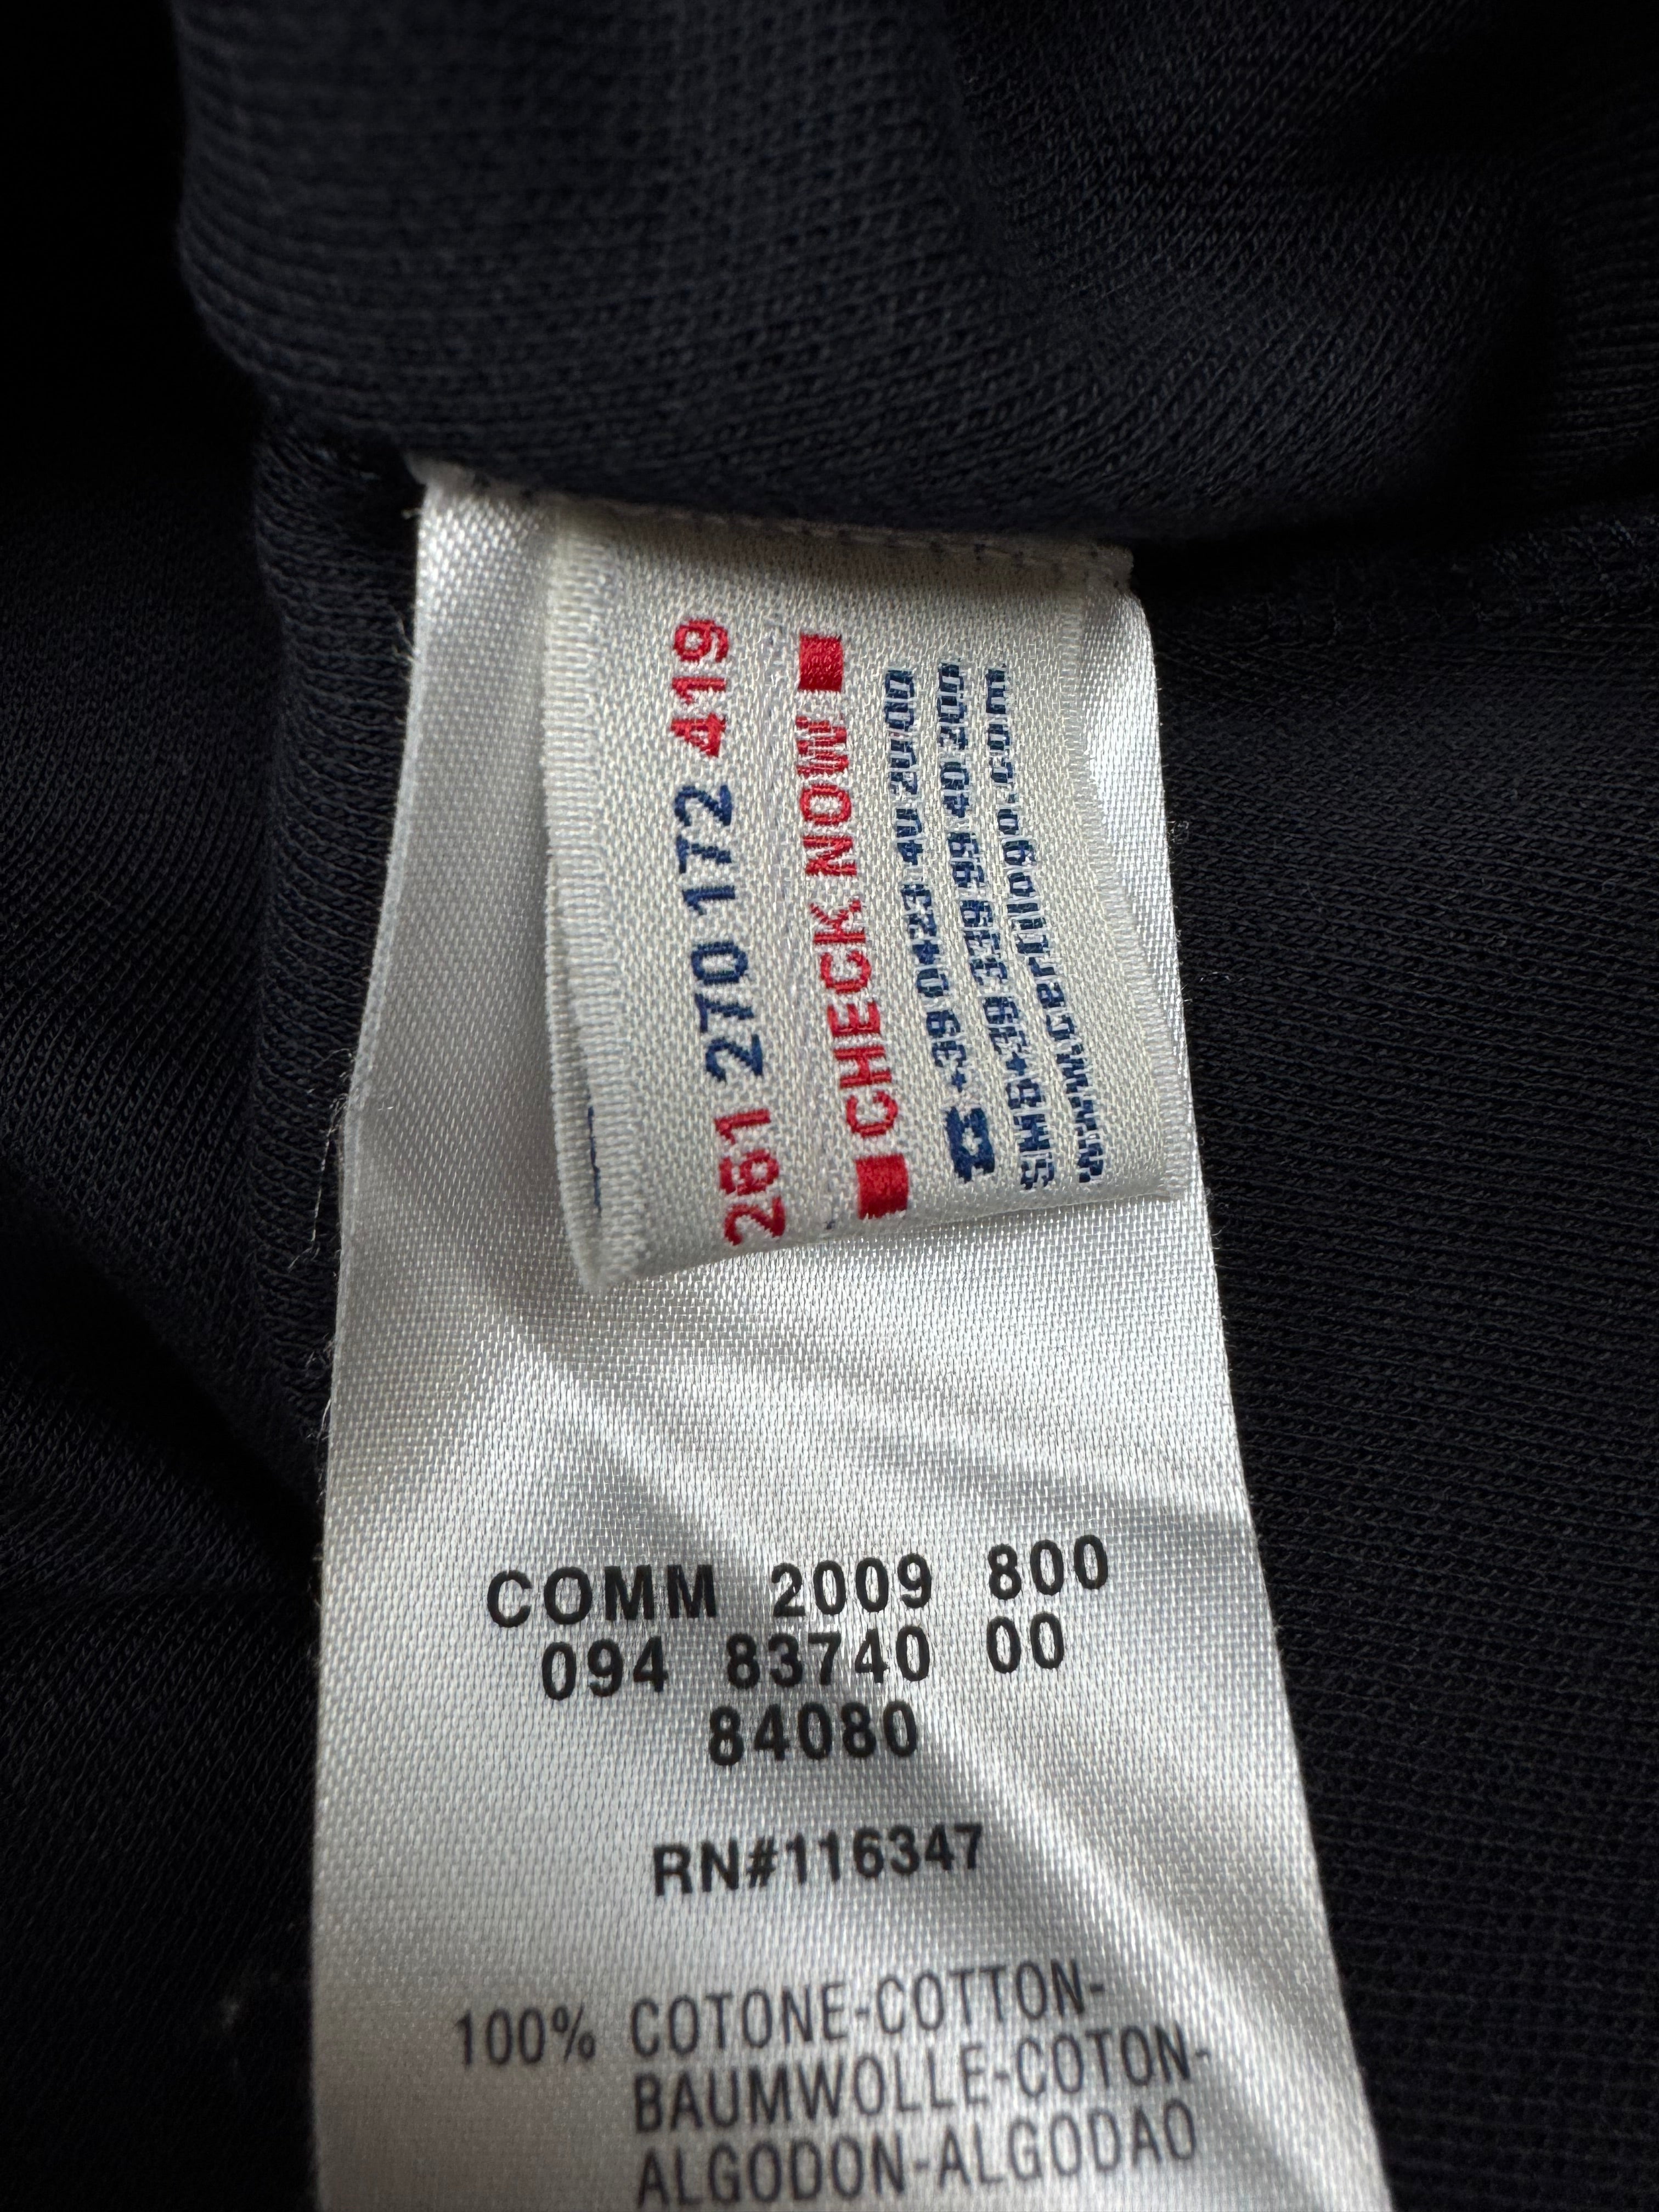 261 270 172 419
CHECK NOW
+39 0423 40 2000
SMS+39 339 99 40 200
www.certilogo.com
COMM 2009 800
094 83740 00
84080
RN#116347
100% COTONE-COTTON-
BAUMWOLLE-COTON-
ALGODON-ALGODAO